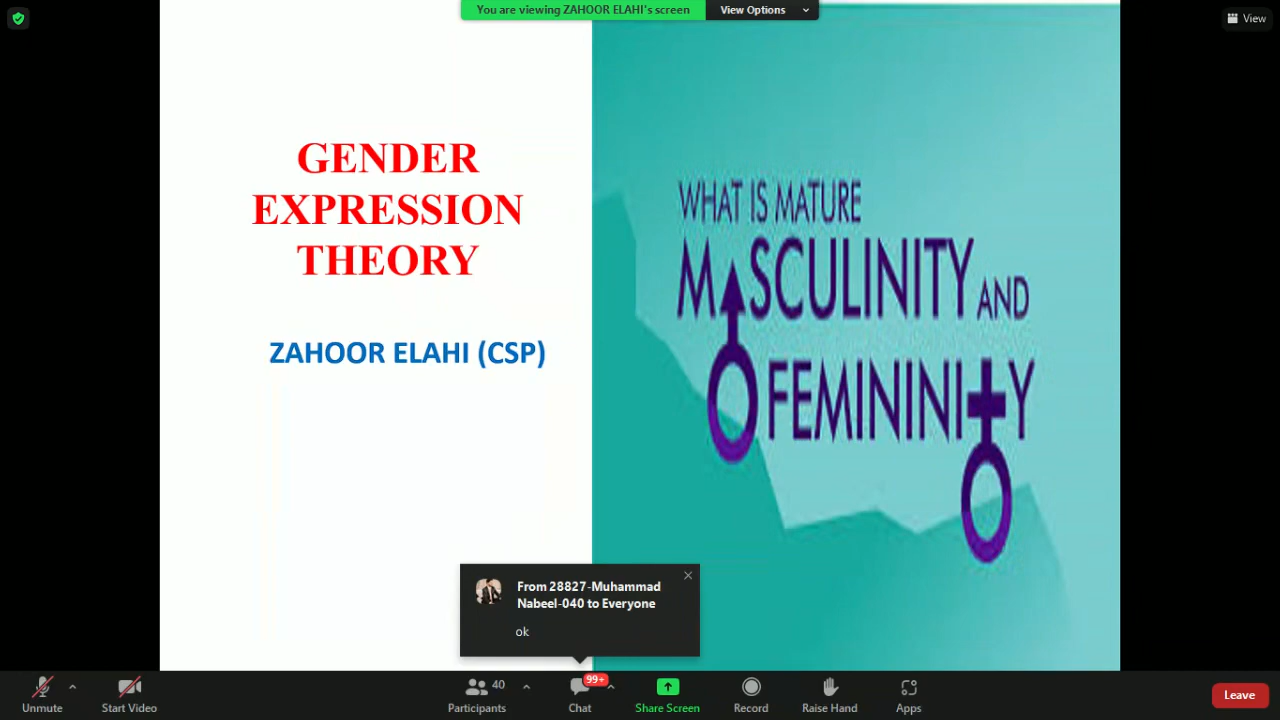 You are viewing ZAHOOR ELAHI's screen
View Options
View
GENDER
EXPRESSION
THEORY
ZAHOOR ELAHI (CSP)
WHAT IS MATURE
MASCULINITY AND
FEMININITY
From 28827-Muhammad
Nabeel-040 to Everyone
ok
Unmute
Start Video
40
Participants
99+
Chat
Share Screen
Record
Raise Hand
Apps
Leave